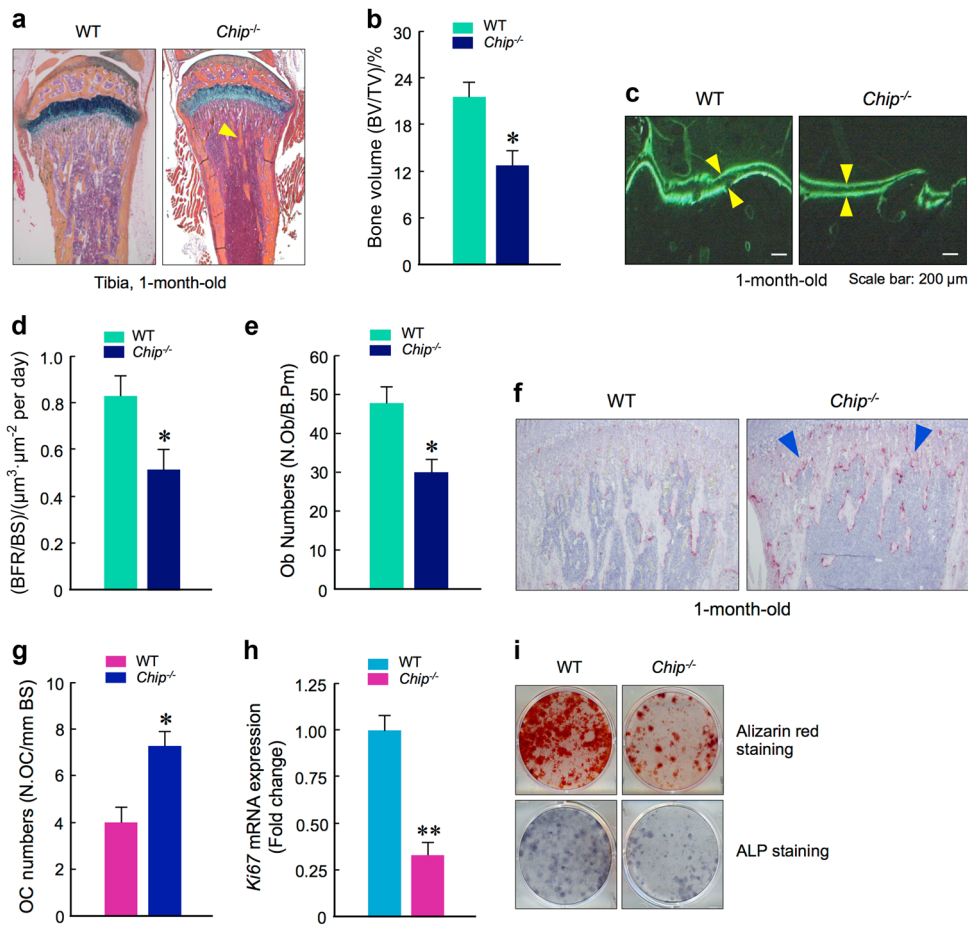 a
WT
Chip-/-
Tibia, 1-month-old
b
WT
Chip-/-
Bone volume (BV/TV)/%
30
24
18
12
6
0
*
c
WT
Chip-/-
1-month-old
Scale bar: 200 μm
d
WT
Chip-/-
(BFR/BS)/(μm³·μm⁻² per day)
1.0
0.8
0.6
0.4
0.2
0
*
e
WT
Chip-/-
Ob Numbers (N.Ob/B.Pm)
60
50
40
30
20
10
0
*
f
WT
Chip-/-
1-month-old
g
WT
Chip-/-
OC numbers (N.OC/mm BS)
10
8
6
4
2
0
*
h
WT
Chip-/-
Ki67 mRNA expression
(Fold change)
1.25
1.00
0.75
0.50
0.25
0
**
i
WT
Chip-/-
Alizarin red
staining
ALP staining